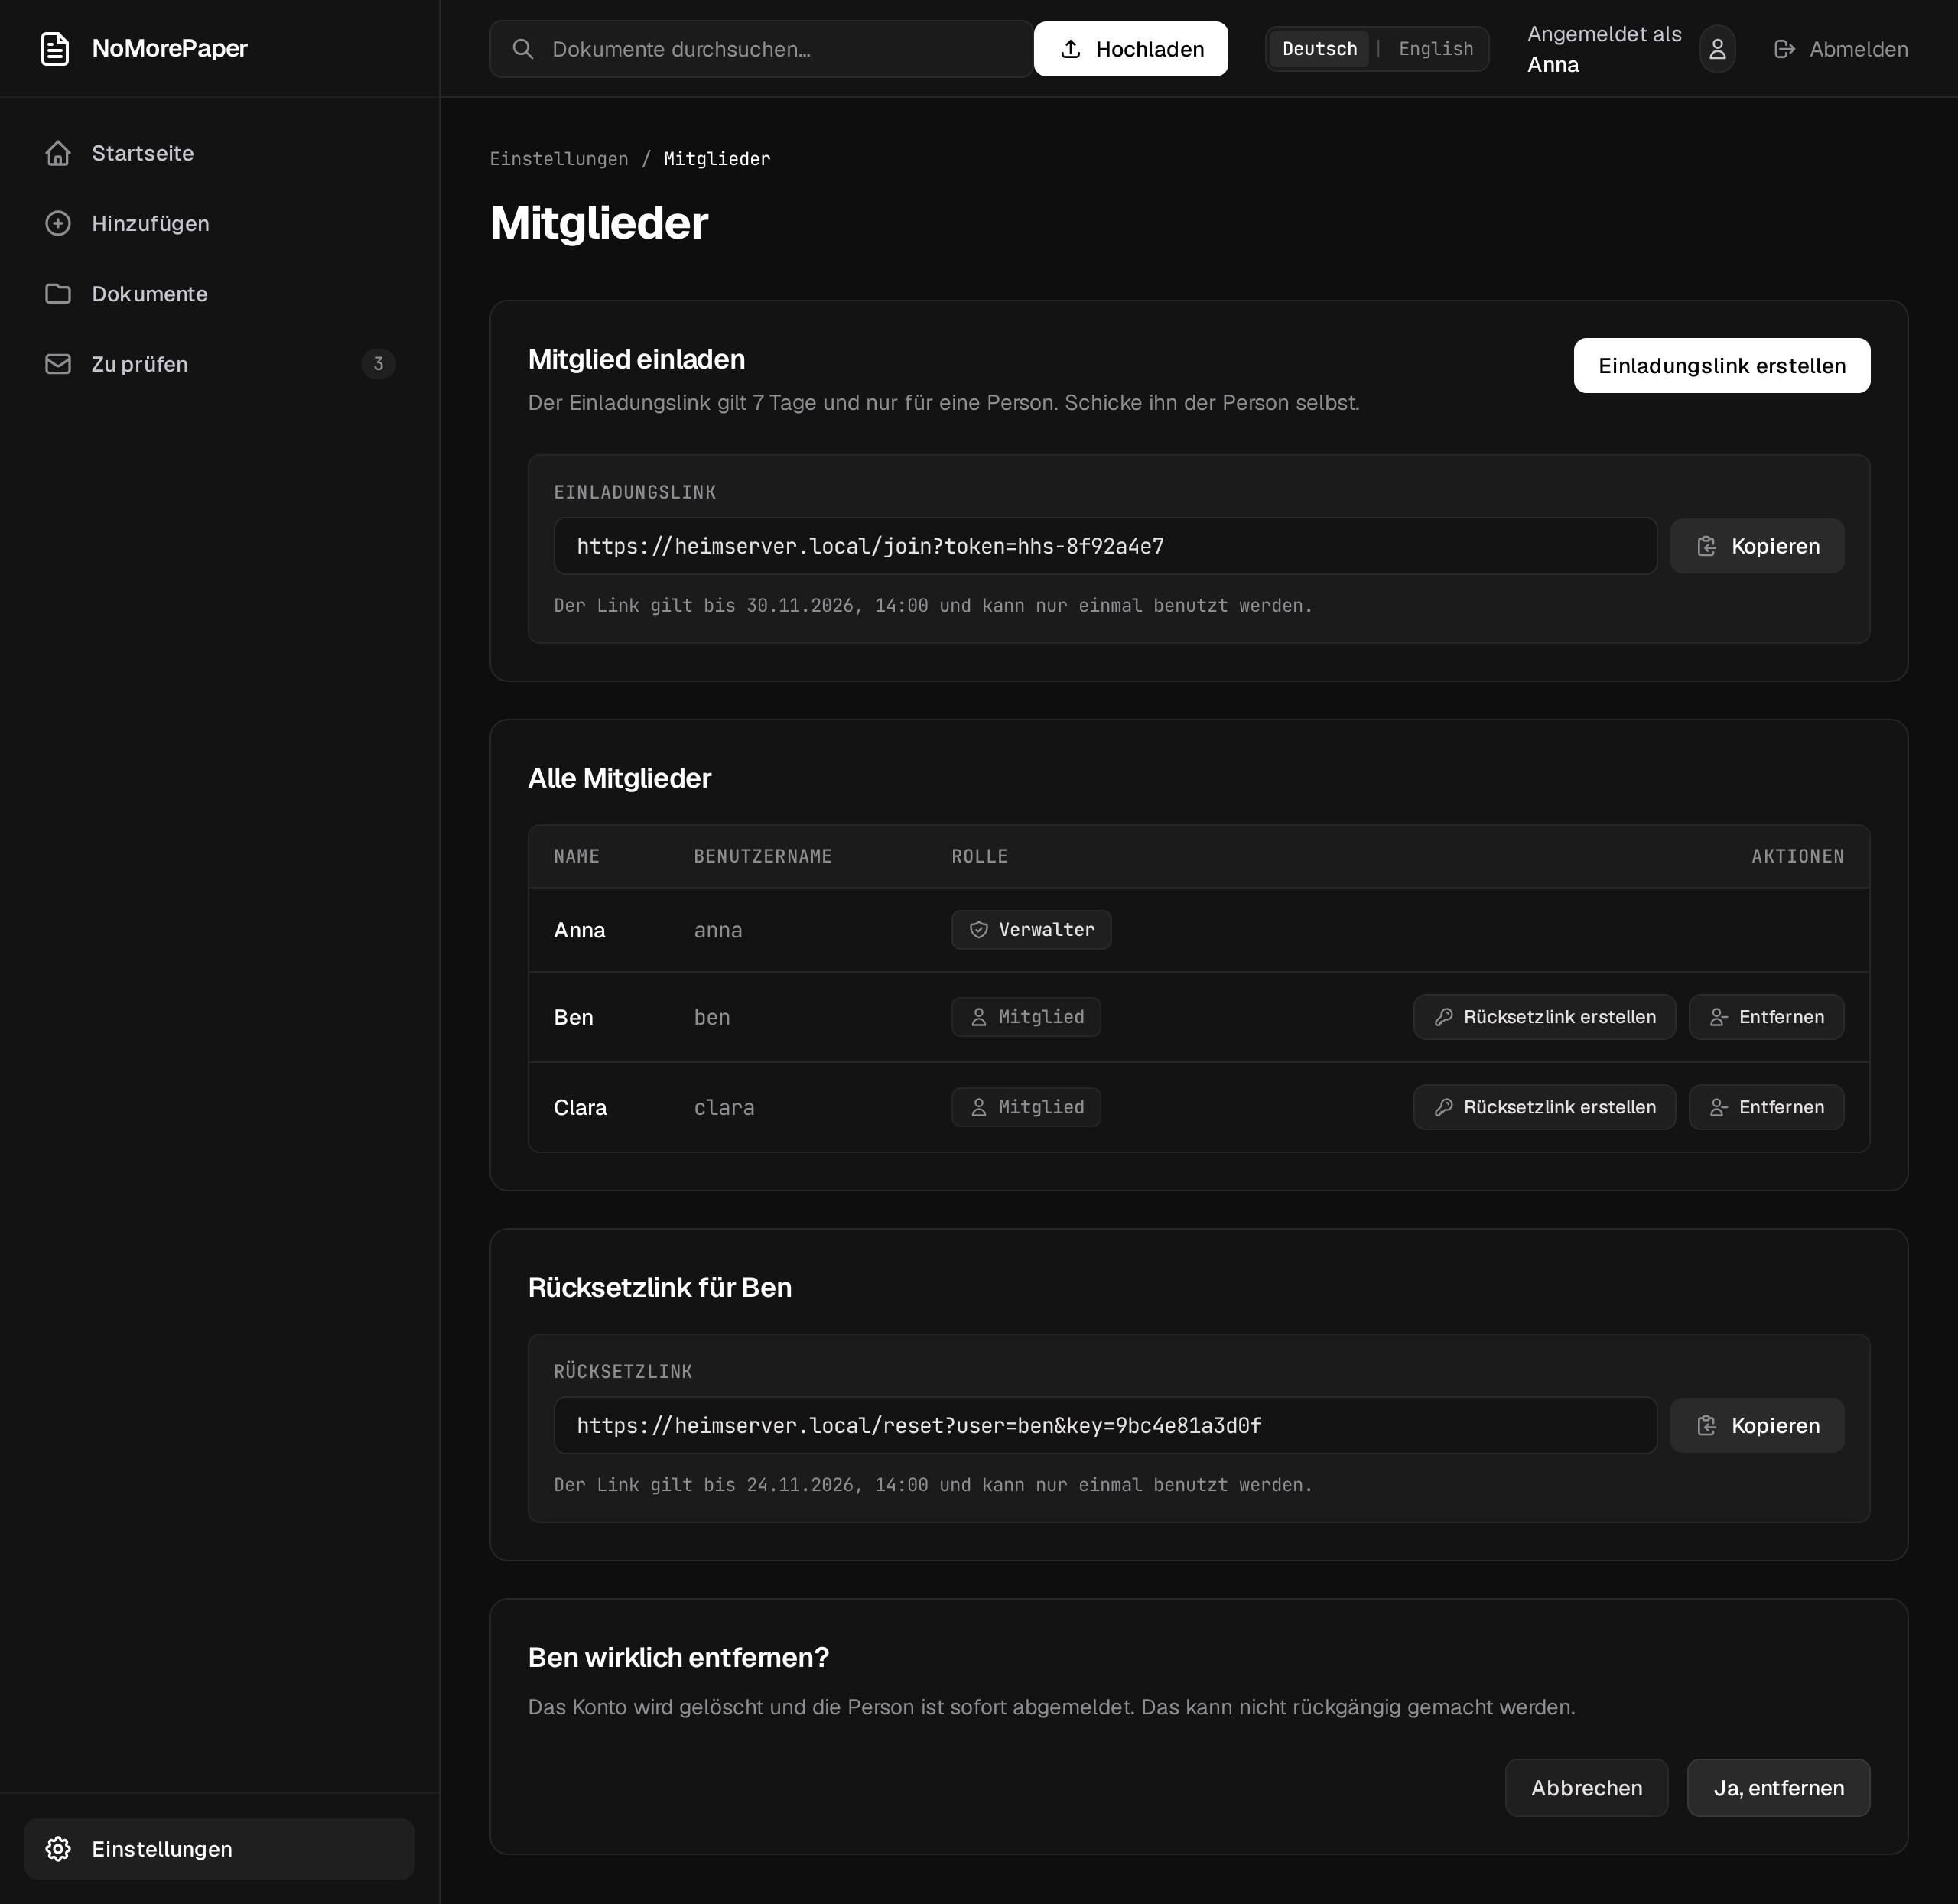 NoMorePaper
Dokumente durchsuchen...
Hochladen
Deutsch | English
Angemeldet als
Anna
Abmelden
Startseite
Hinzufügen
Dokumente
Zu prüfen 3
Einstellungen
Einstellungen / Mitglieder
Mitglieder
Mitglied einladen
Einladungslink erstellen
Der Einladungslink gilt 7 Tage und nur für eine Person. Schicke ihn der Person selbst.
EINLADUNGSLINK
https://heimserver.local/join?token=hhs-8f92a4e7
Kopieren
Der Link gilt bis 30.11.2026, 14:00 und kann nur einmal benutzt werden.
Alle Mitglieder
NAME BENUTZERNAME ROLLE AKTIONEN
Anna anna Verwalter
Ben ben Mitglied Rücksetzlink erstellen Entfernen
Clara clara Mitglied Rücksetzlink erstellen Entfernen
Rücksetzlink für Ben
RÜCKSETZLINK
https://heimserver.local/reset?user=ben&key=9bc4e81a3d0f
Kopieren
Der Link gilt bis 24.11.2026, 14:00 und kann nur einmal benutzt werden.
Ben wirklich entfernen?
Das Konto wird gelöscht und die Person ist sofort abgemeldet. Das kann nicht rückgängig gemacht werden.
Abbrechen
Ja, entfernen